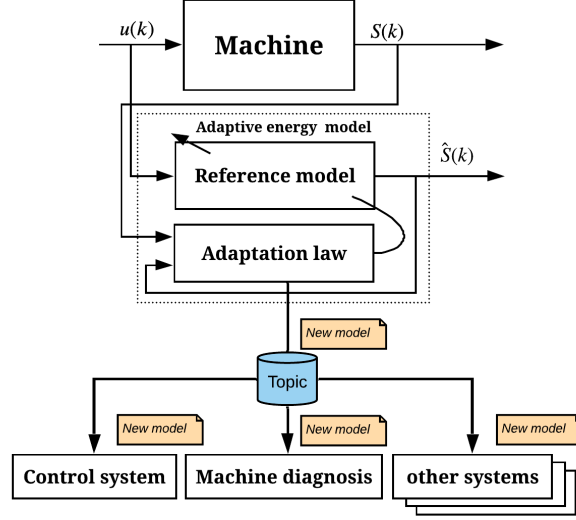 u(k)
Machine
S(k)
Adaptive energy model
Reference model
Ŝ(k)
Adaptation law
New model
Topic
New model
New model
New model
Control system
Machine diagnosis
other systems